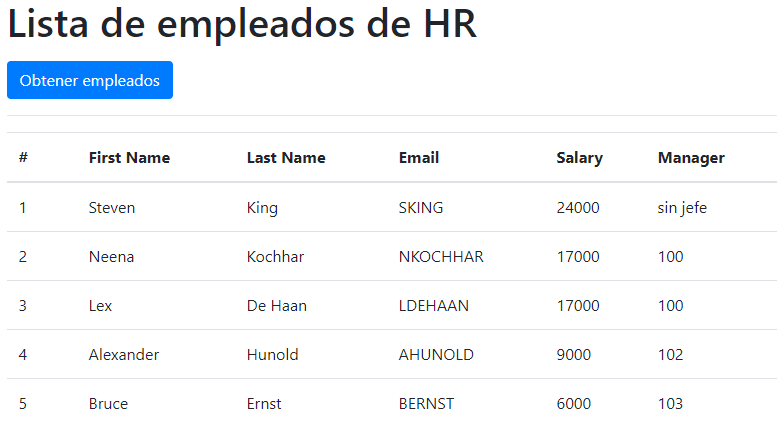 Lista de empleados de HR
Obtener empleados
# First Name Last Name Email Salary Manager
1 Steven King SKING 24000 sin jefe
2 Neena Kochhar NKOCHHAR 17000 100
3 Lex De Haan LDEHAAN 17000 100
4 Alexander Hunold AHUNOLD 9000 102
5 Bruce Ernst BERNST 6000 103